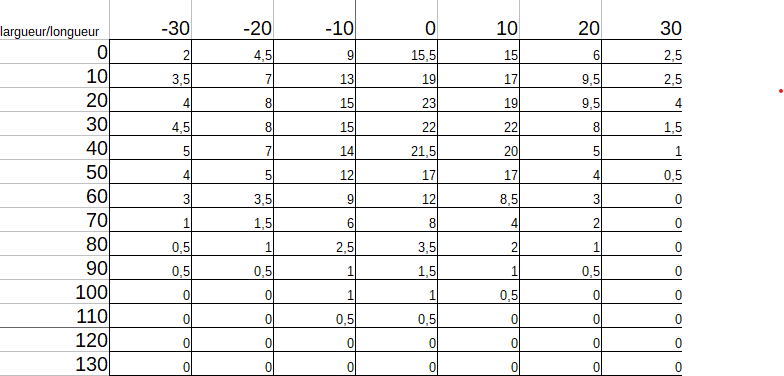 largueur/longueur -30 -20 -10 0 10 20 30
0 2 4,5 9 15,5 15 6 2,5
10 3,5 7 13 19 17 9,5 2,5
20 4 8 15 23 19 9,5 4
30 4,5 8 15 22 22 8 1,5
40 5 7 14 21,5 20 5 1
50 4 5 12 17 17 4 0,5
60 3 3,5 9 12 8,5 3 0
70 1 1,5 6 8 4 2 0
80 0,5 1 2,5 3,5 2 1 0
90 0,5 0,5 1 1,5 1 0,5 0
100 0 0 1 1 0,5 0 0
110 0 0 0,5 0,5 0 0 0
120 0 0 0 0 0 0 0
130 0 0 0 0 0 0 0